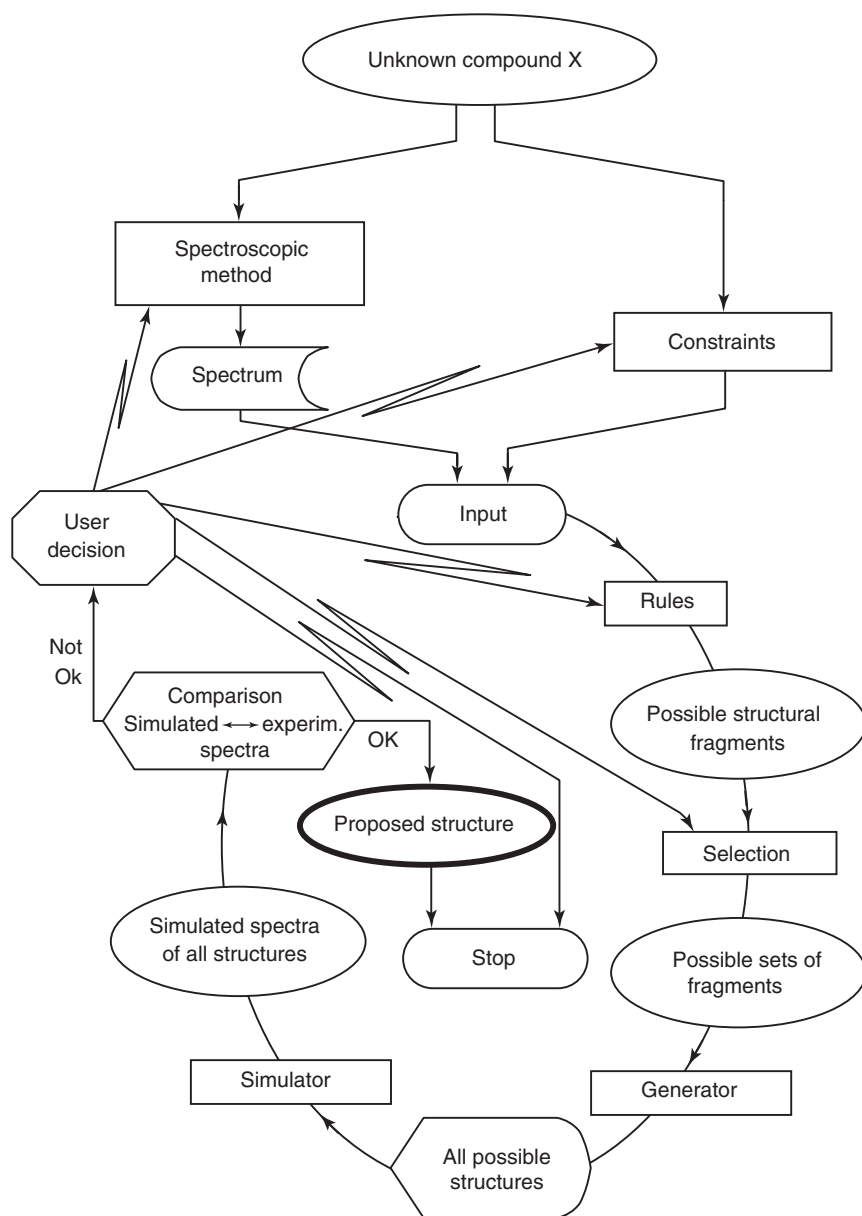 Unknown compound X
Spectroscopic
method
Spectrum
Constraints
User
decision
Input
Rules
Not
Ok
Comparison
Simulated ↔ experim.
spectra
OK
Possible structural
fragments
Proposed structure
Selection
Simulated spectra
of all structures
Stop
Possible sets of
fragments
Simulator
Generator
All possible
structures